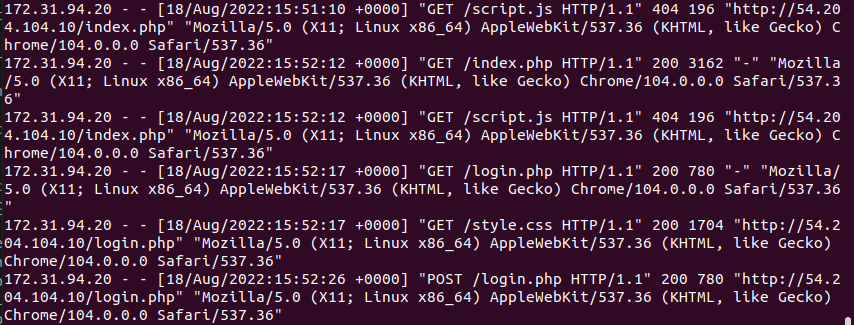 172.31.94.20 - - [18/Aug/2022:15:51:10 +0000] "GET /script.js HTTP/1.1" 404 196 "http://54.20
4.104.10/index.php" "Mozilla/5.0 (X11; Linux x86_64) AppleWebKit/537.36 (KHTML, like Gecko) C
hrome/104.0.0.0 Safari/537.36"
172.31.94.20 - - [18/Aug/2022:15:52:12 +0000] "GET /index.php HTTP/1.1" 200 3162 "-" "Mozilla
/5.0 (X11; Linux x86_64) AppleWebKit/537.36 (KHTML, like Gecko) Chrome/104.0.0.0 Safari/537.3
6"
172.31.94.20 - - [18/Aug/2022:15:52:12 +0000] "GET /script.js HTTP/1.1" 404 196 "http://54.20
4.104.10/index.php" "Mozilla/5.0 (X11; Linux x86_64) AppleWebKit/537.36 (KHTML, like Gecko) C
hrome/104.0.0.0 Safari/537.36"
172.31.94.20 - - [18/Aug/2022:15:52:17 +0000] "GET /login.php HTTP/1.1" 200 780 "-" "Mozilla/
5.0 (X11; Linux x86_64) AppleWebKit/537.36 (KHTML, like Gecko) Chrome/104.0.0.0 Safari/537.36
"
172.31.94.20 - - [18/Aug/2022:15:52:17 +0000] "GET /style.css HTTP/1.1" 200 1704 "http://54.2
04.104.10/login.php" "Mozilla/5.0 (X11; Linux x86_64) AppleWebKit/537.36 (KHTML, like Gecko)
Chrome/104.0.0.0 Safari/537.36"
172.31.94.20 - - [18/Aug/2022:15:52:26 +0000] "POST /login.php HTTP/1.1" 200 780 "http://54.2
04.104.10/login.php" "Mozilla/5.0 (X11; Linux x86_64) AppleWebKit/537.36 (KHTML, like Gecko)
Chrome/104.0.0.0 Safari/537.36"